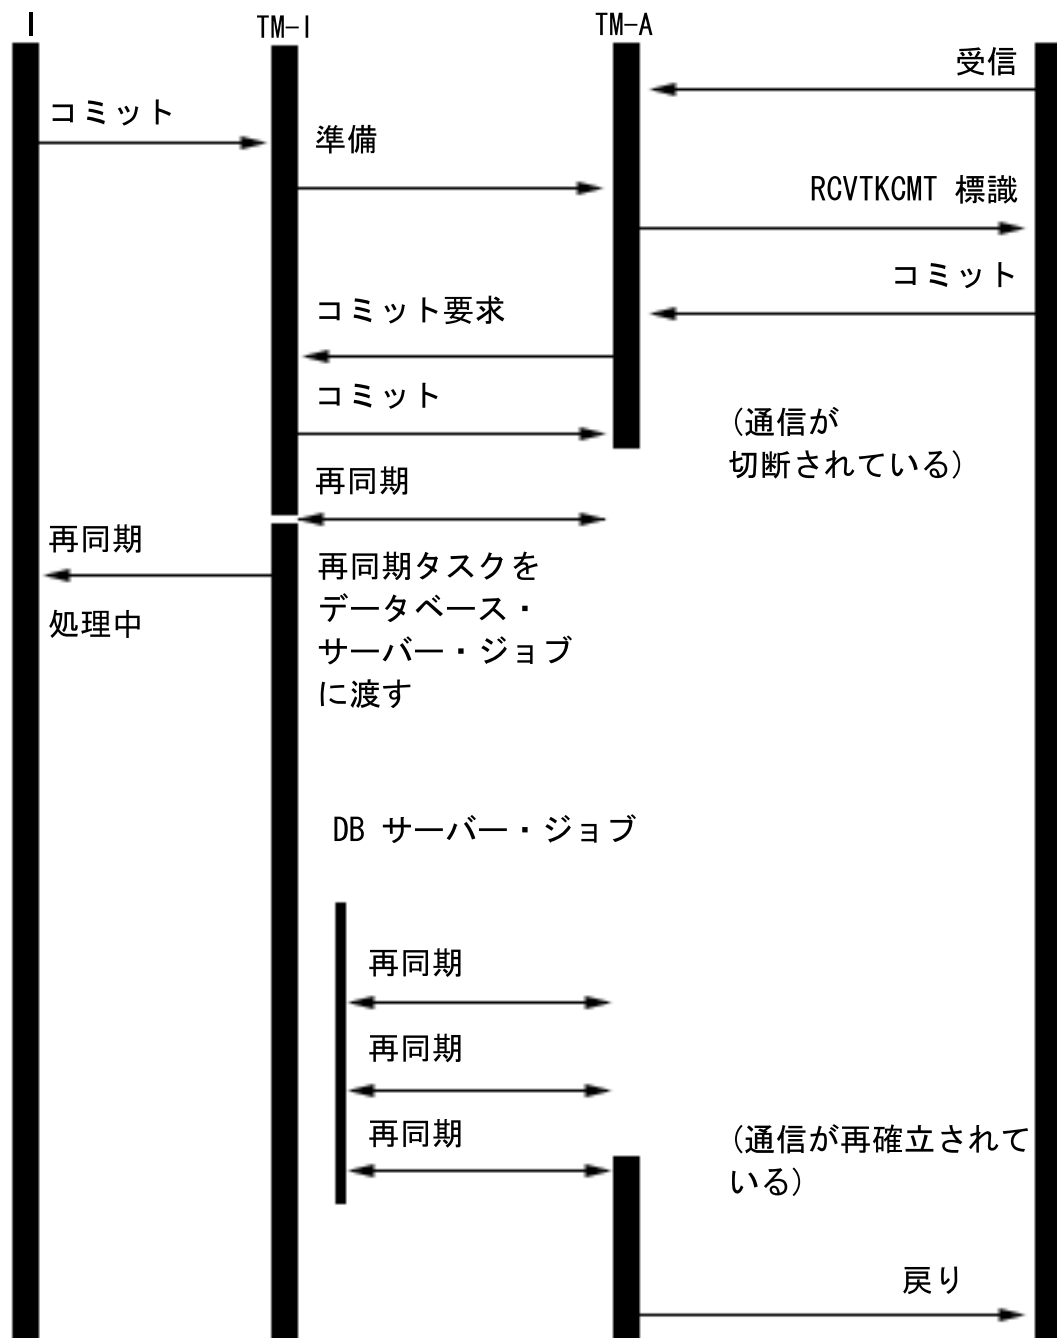 I
TM-I
TM-A
受信
コミット
準備
RCVTKCMT 標識
コミット
コミット要求
コミット
(通信が
切断されている)
再同期
再同期
処理中
再同期タスクを
データベース・
サーバー・ジョブ
に渡す
DB サーバー・ジョブ
再同期
再同期
再同期
(通信が再確立されて
いる)
戻り